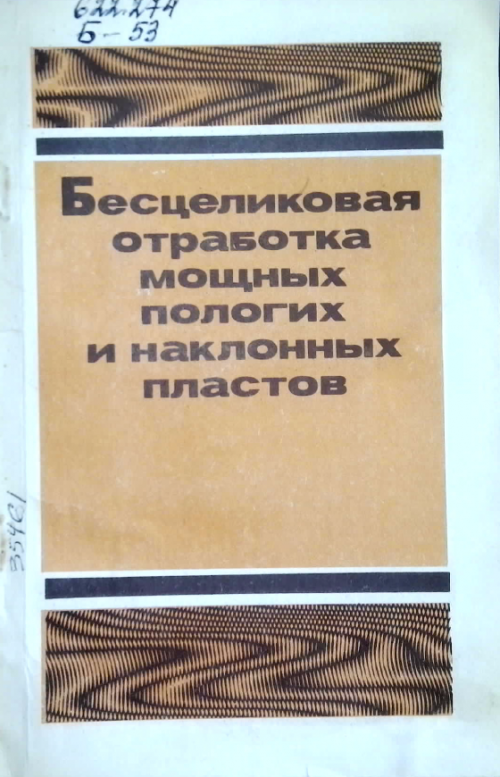 622.274
Б-53
Бесцеликовая
отработка
мощных
пологих
и наклонных
пластов
35461